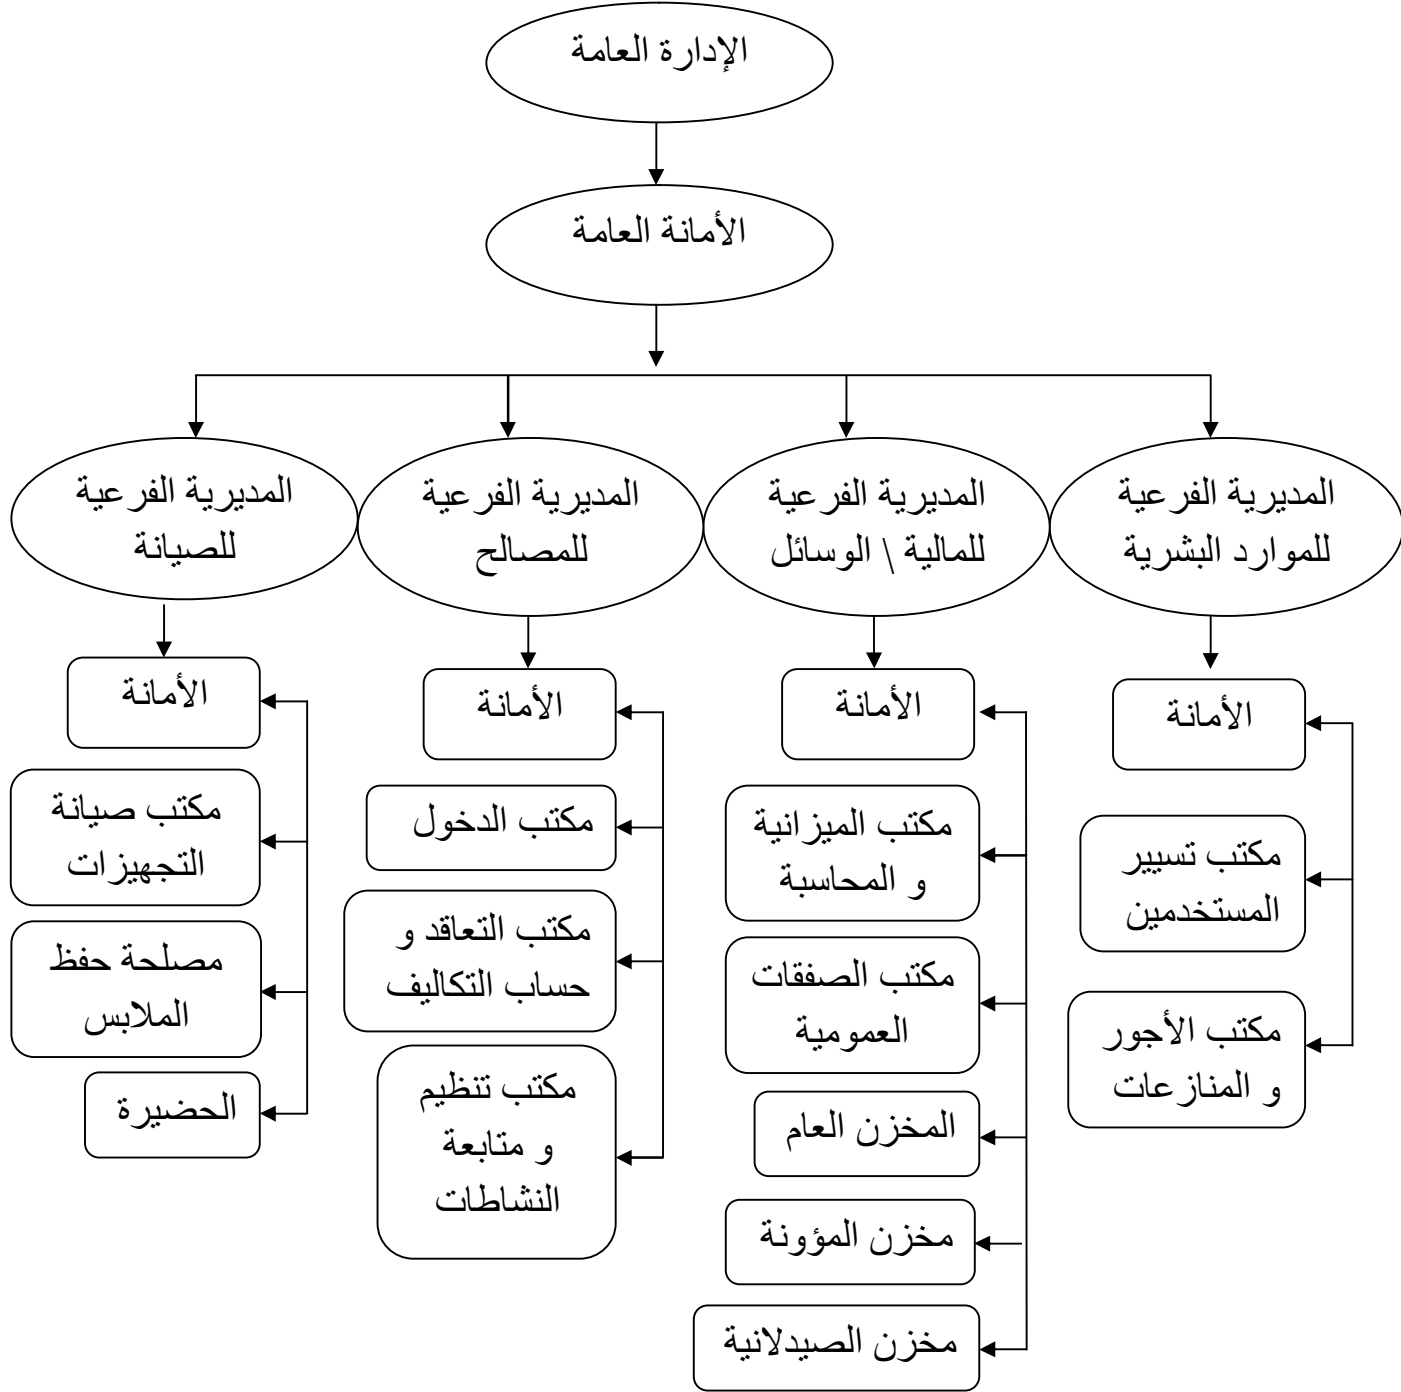 الإدارة العامة
الأمانة العامة
المديرية الفرعية
للموارد البشرية
المديرية الفرعية
للمالية \ الوسائل
المديرية الفرعية
للمصالح
المديرية الفرعية
للصيانة
الأمانة
مكتب تسيير
المستخدمين
مكتب الأجور
و المنازعات
الأمانة
مكتب الميزانية
و المحاسبة
مكتب الصفقات
العمومية
المخزن العام
مخزن المؤونة
مخزن الصيدلانية
الأمانة
مكتب الدخول
مكتب التعاقد و
حساب التكاليف
مكتب تنظيم
و متابعة
النشاطات
الأمانة
مكتب صيانة
التجهيزات
مصلحة حفظ
الملابس
الحضيرة